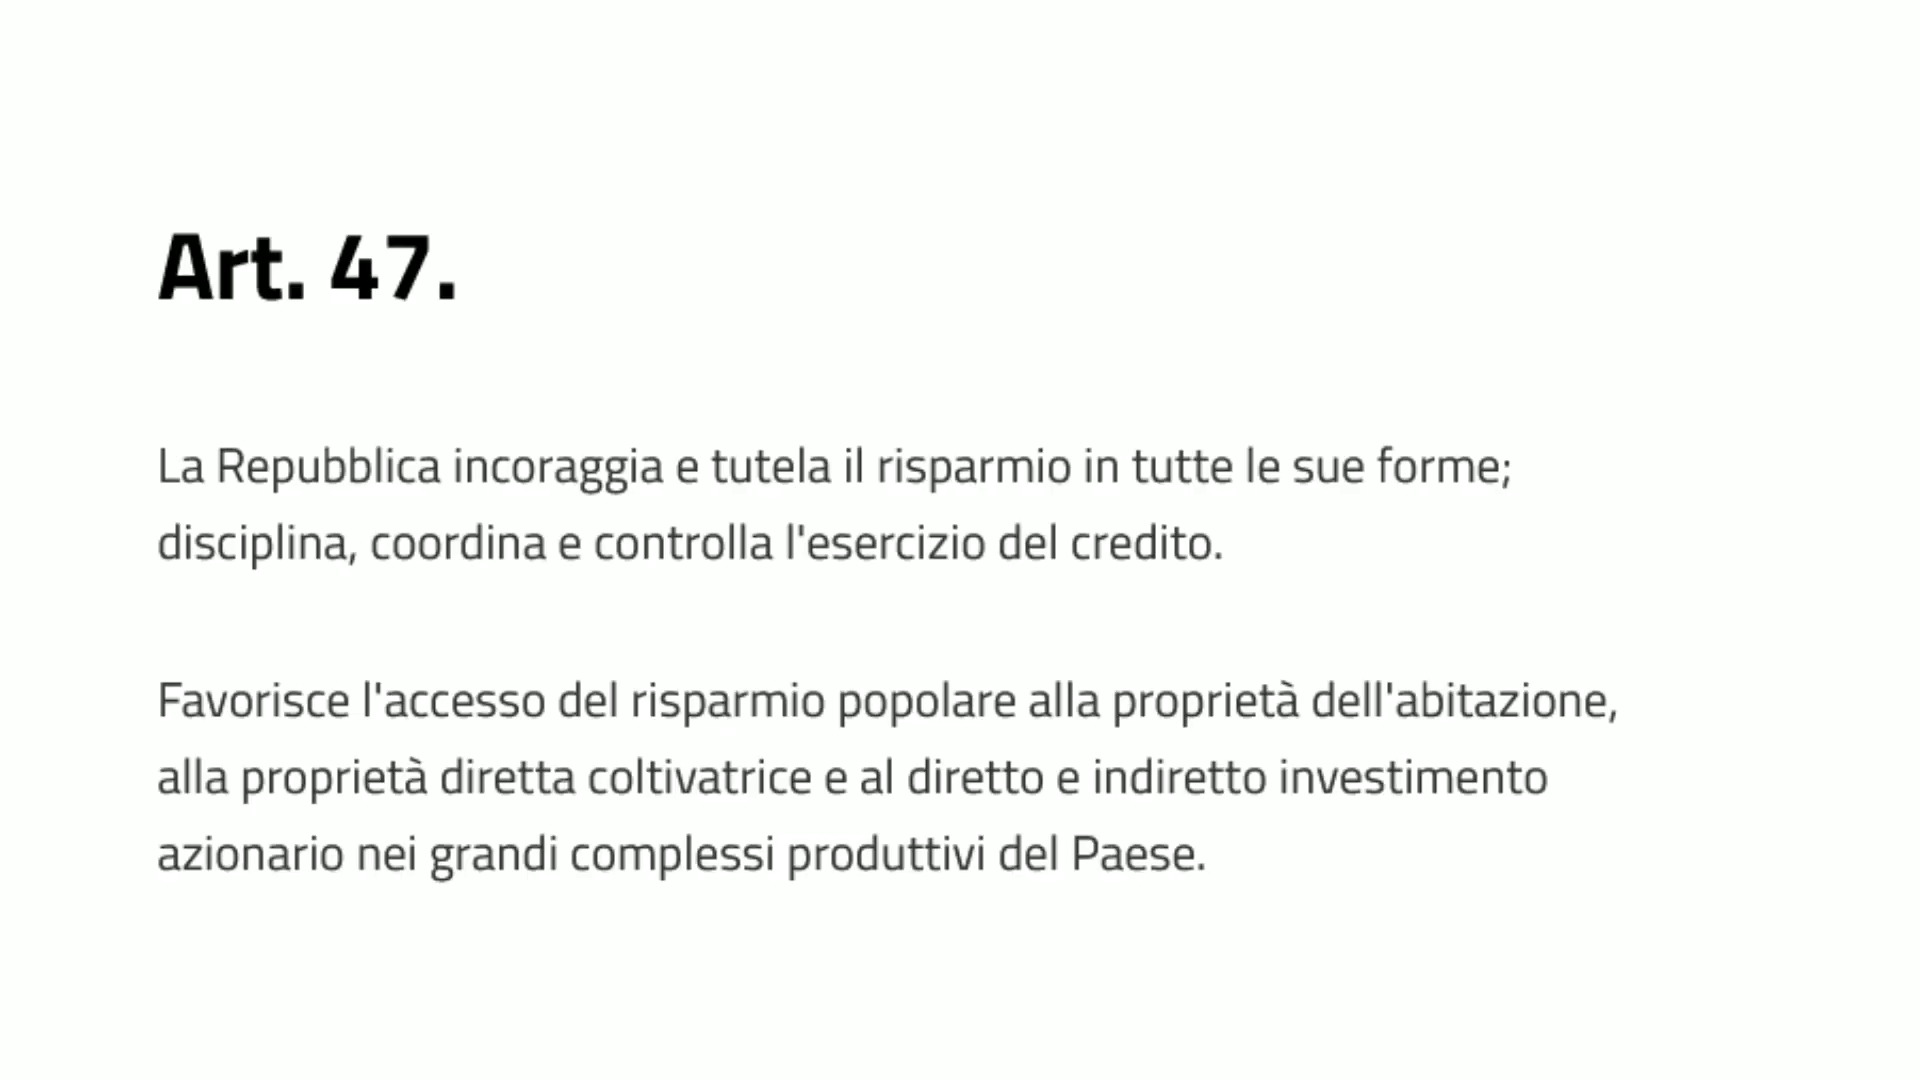 Art. 47.
La Repubblica incoraggia e tutela il risparmio in tutte le sue forme;
disciplina, coordina e controlla l'esercizio del credito.
Favorisce l'accesso del risparmio popolare alla proprietà dell'abitazione,
alla proprietà diretta coltivatrice e al diretto e indiretto investimento
azionario nei grandi complessi produttivi del Paese.